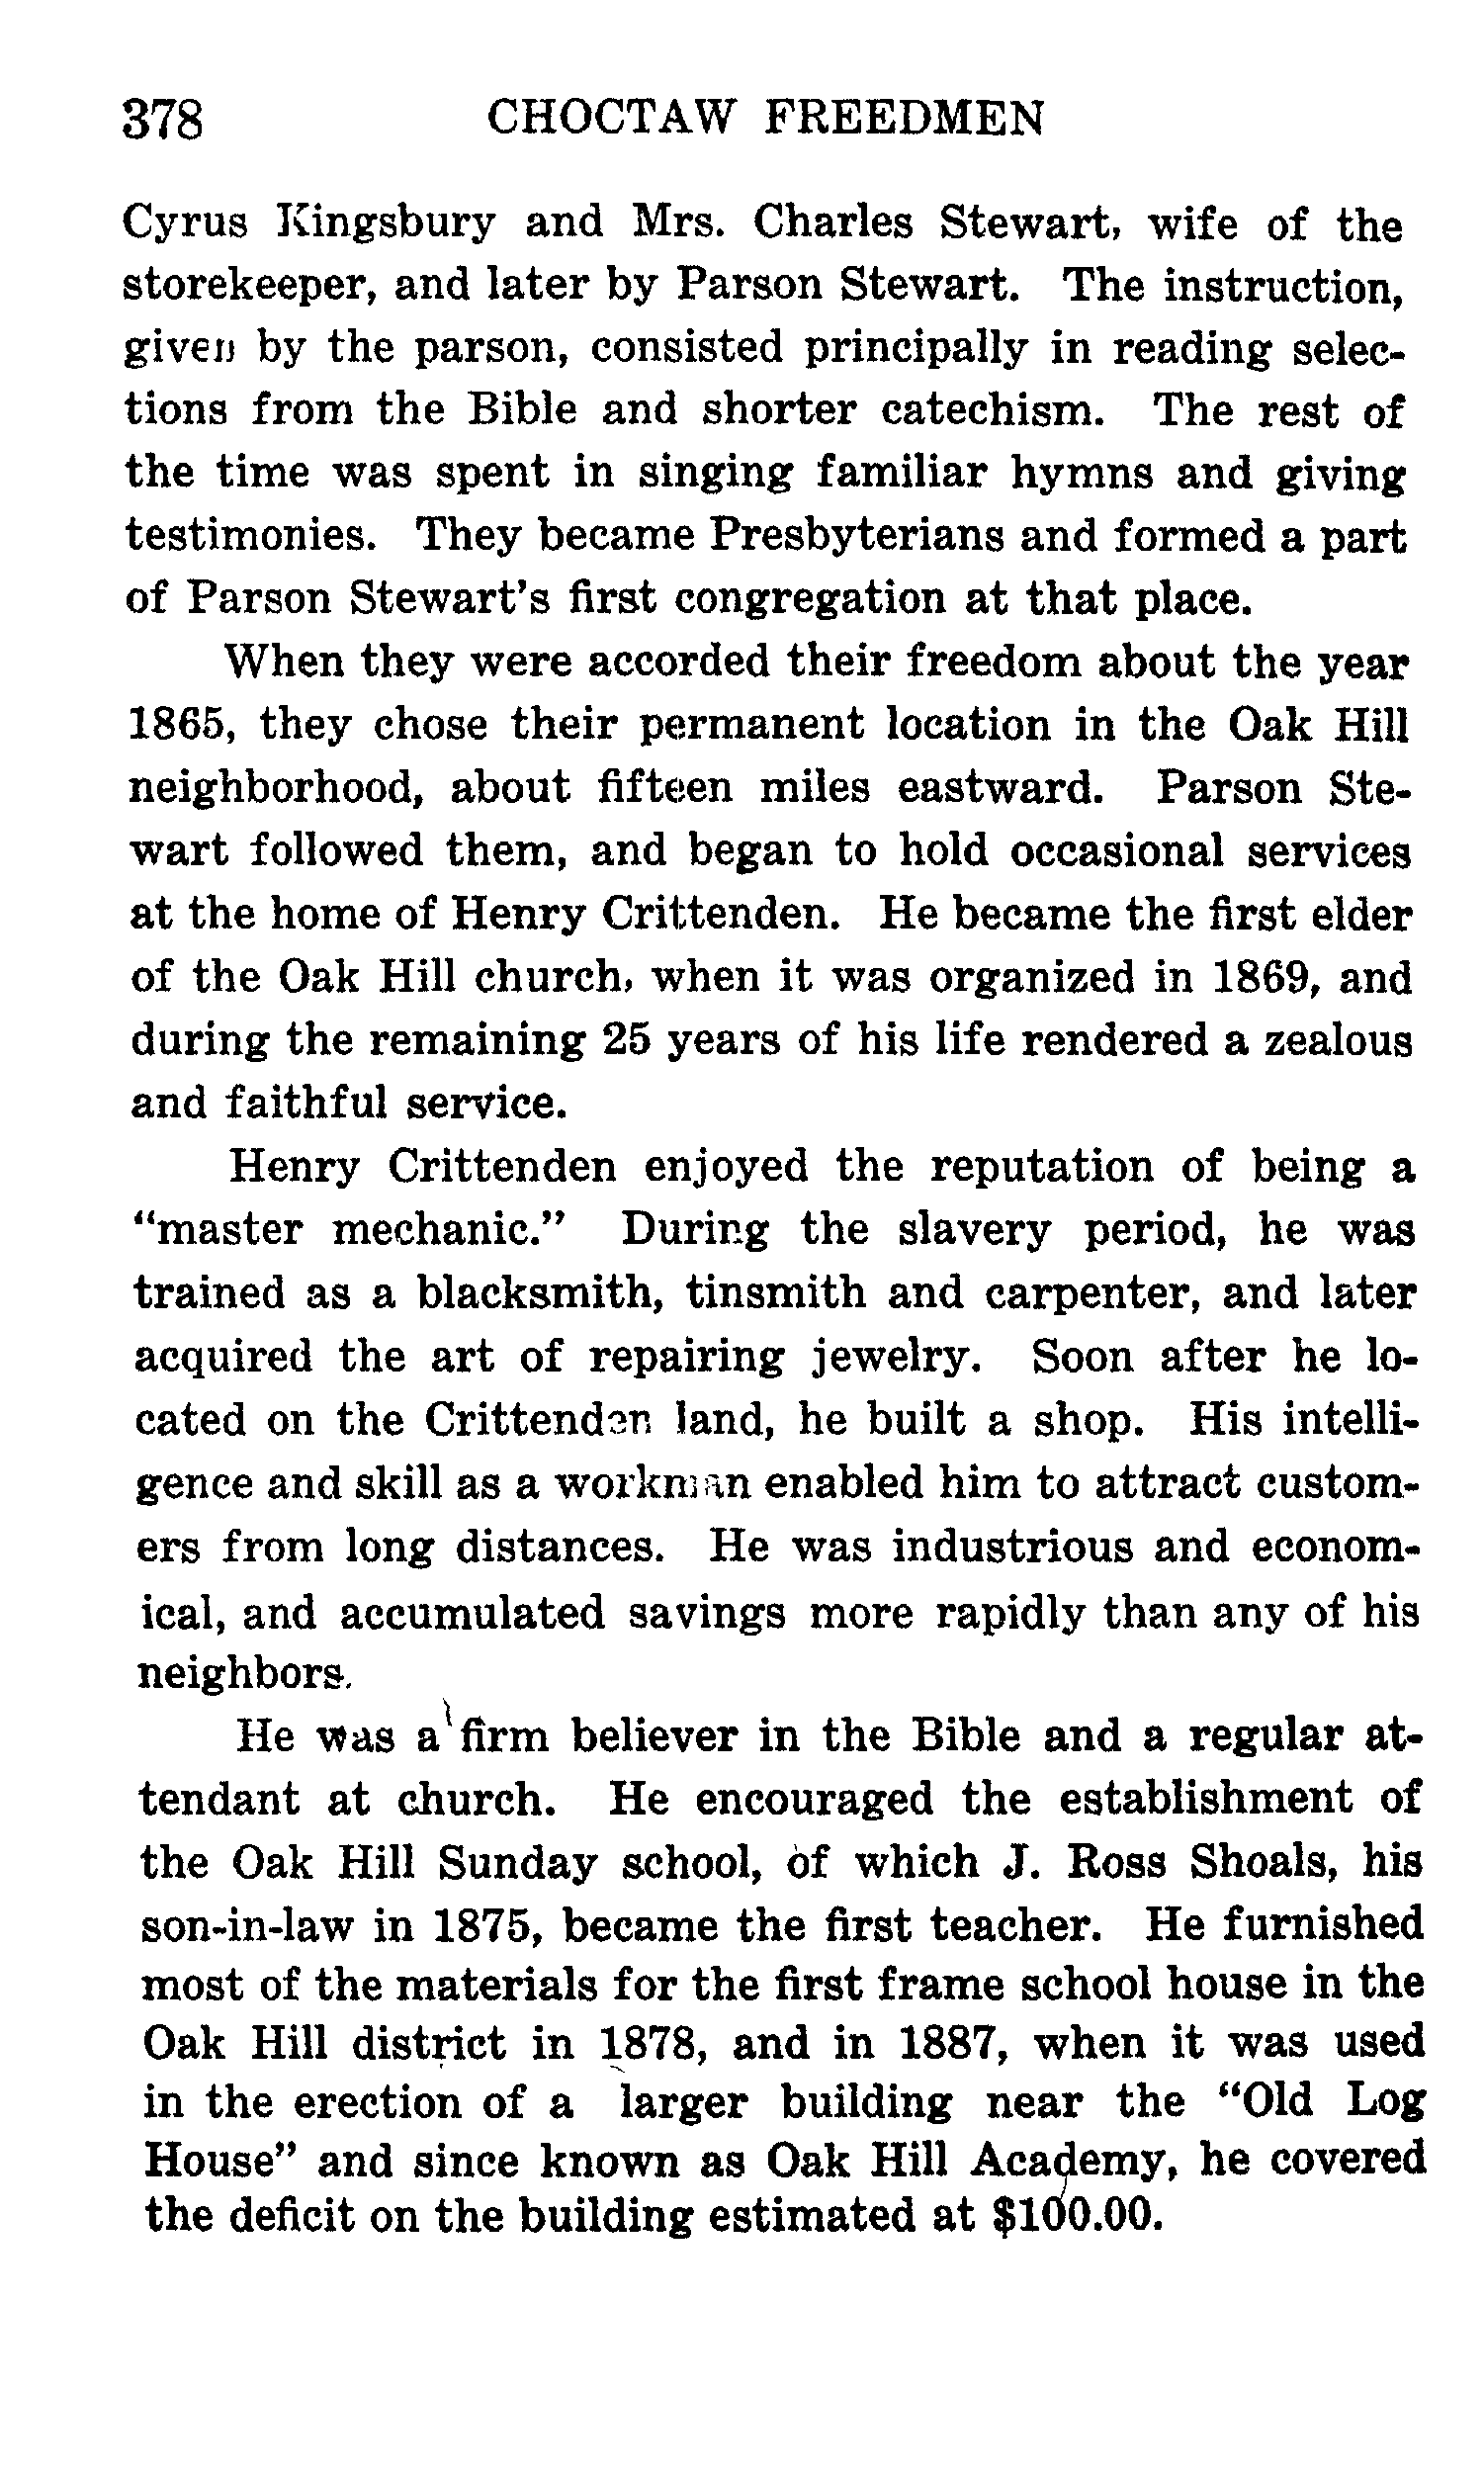 378 CHOCTAW FREEDMEN
Cyrus Kingsbury and Mrs. Charles Stewart, wife of the
storekeeper, and later by Parson Stewart. The instruction,
given by the parson, consisted principally in reading selec-
tions from the Bible and shorter catechism. The rest of
the time was spent in singing familiar hymns and giving
testimonies. They became Presbyterians and formed a part
of Parson Stewart's first congregation at that place.
When they were accorded their freedom about the year
1865, they chose their permanent location in the Oak Hill
neighborhood, about fifteen miles eastward. Parson Ste-
wart followed them, and began to hold occasional services
at the home of Henry Crittenden. He became the first elder
of the Oak Hill church, when it was organized in 1869, and
during the remaining 25 years of his life rendered a zealous
and faithful service.
Henry Crittenden enjoyed the reputation of being a
“master mechanic.” During the slavery period, he was
trained as a blacksmith, tinsmith and carpenter, and later
acquired the art of repairing jewelry. Soon after he lo-
cated on the Crittenden land, he built a shop. His intelli-
gence and skill as a workman enabled him to attract custom-
ers from long distances. He was industrious and econom-
ical, and accumulated savings more rapidly than any of his
neighbors.
He was a firm believer in the Bible and a regular at-
tendant at church. He encouraged the establishment of
the Oak Hill Sunday school, of which J. Ross Shoals, his
son-in-law in 1875, became the first teacher. He furnished
most of the materials for the first frame school house in the
Oak Hill district in 1878, and in 1887, when it was used
in the erection of a larger building near the “Old Log
House” and since known as Oak Hill Academy, he covered
the deficit on the building estimated at $100.00.